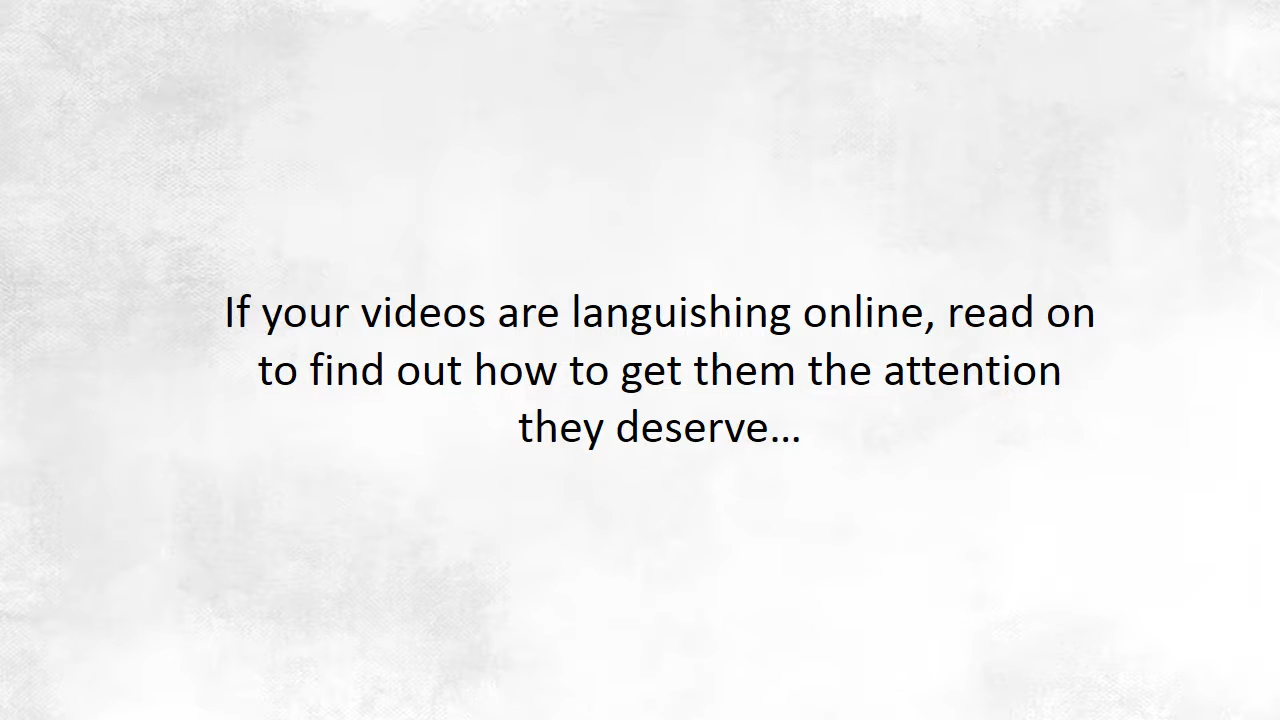 If your videos are languishing online, read on
to find out how to get them the attention
they deserve…